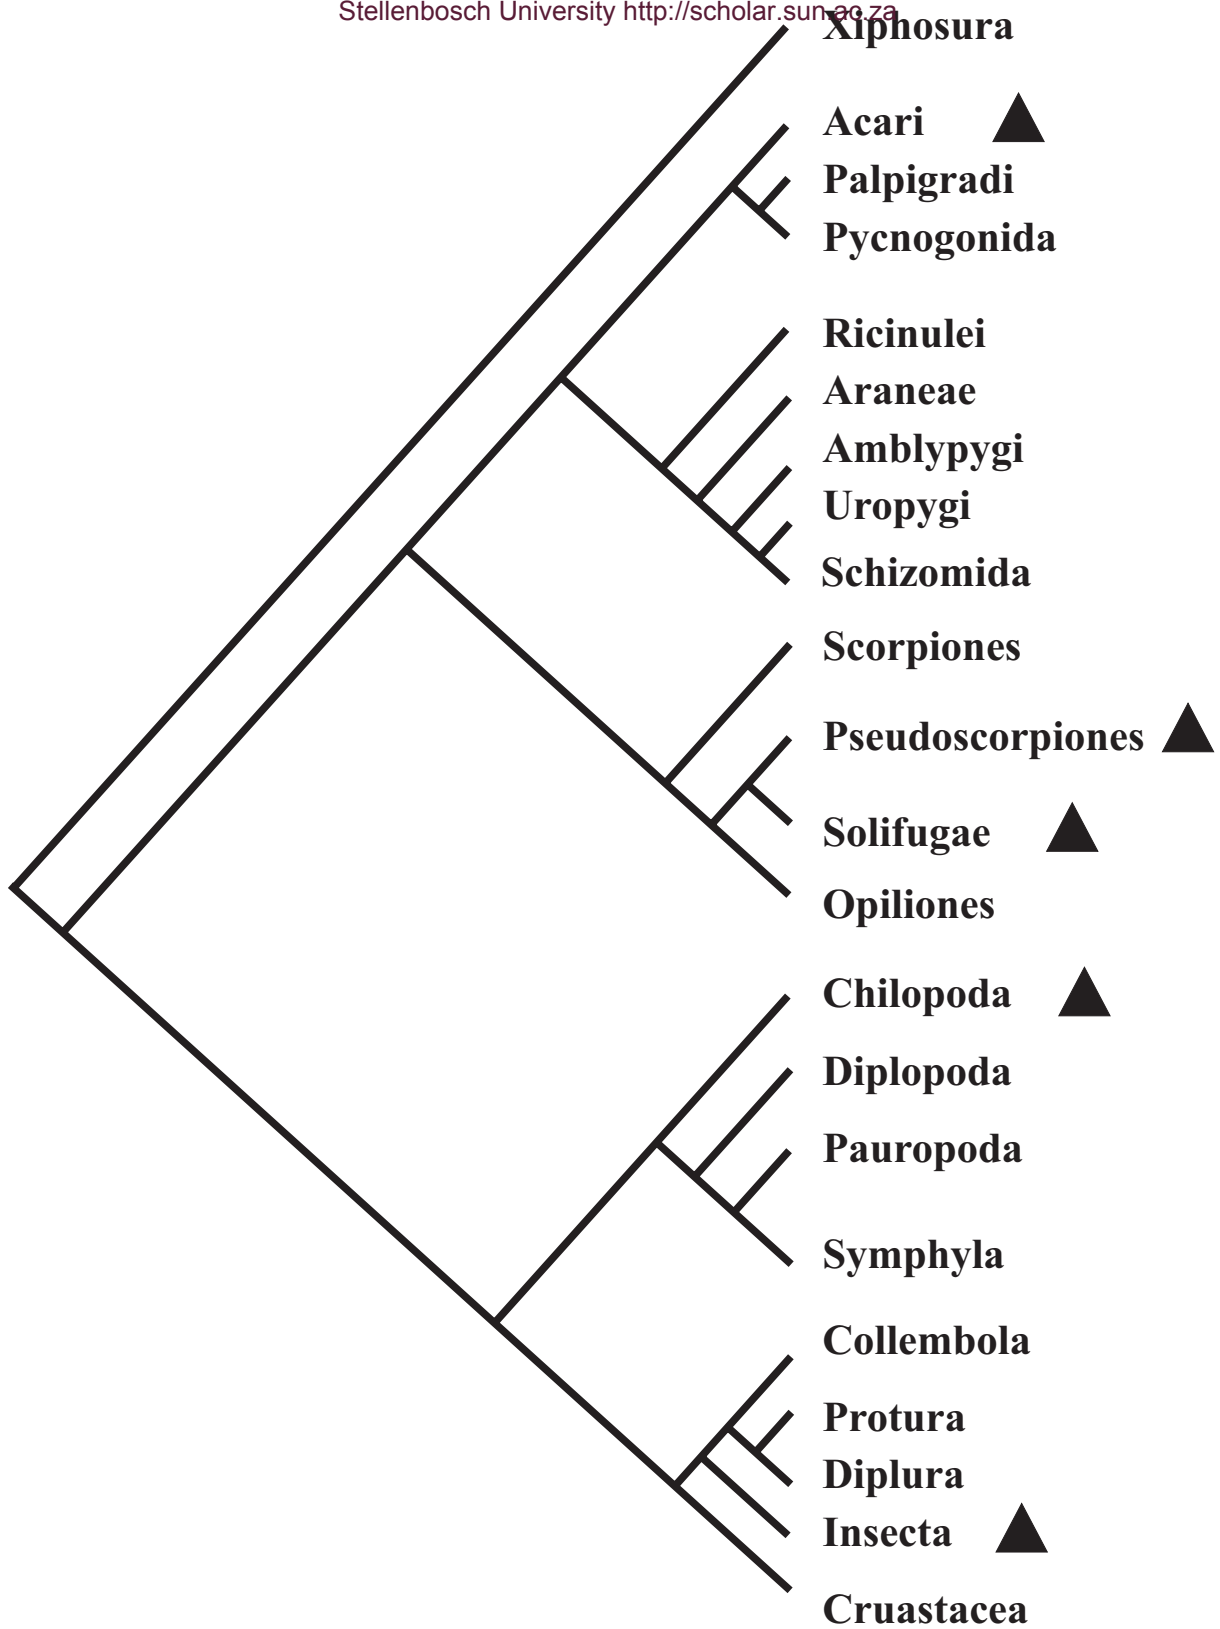 Stellenbosch University http://scholar.sun.ac.za
Xiphosura
Acari
Palpigradi
Pycnogonida
Ricinulei
Araneae
Amblypygi
Uropygi
Schizomida
Scorpiones
Pseudoscorpiones
Solifugae
Opiliones
Chilopoda
Diplopoda
Pauropoda
Symphyla
Collembola
Protura
Diplura
Insecta
Cruastacea